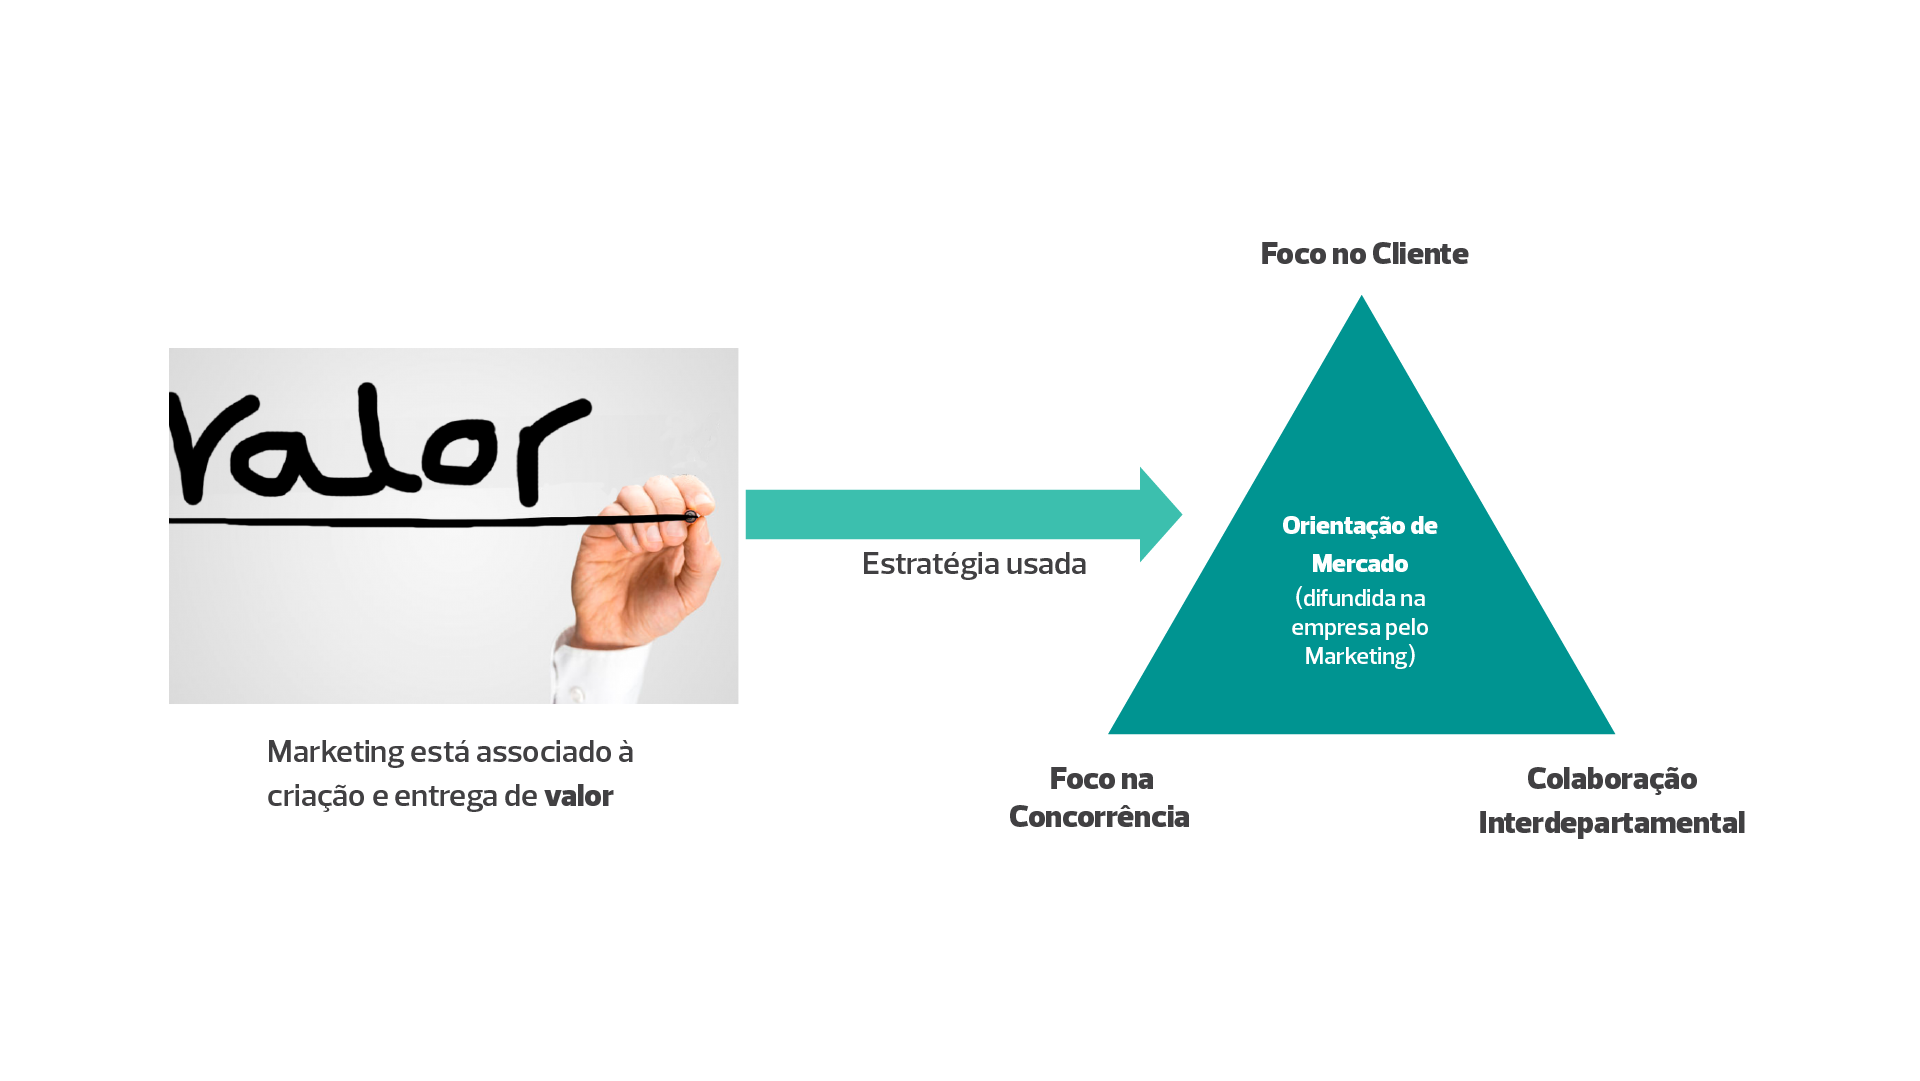 valor
Marketing está associado à
criação e entrega de valor
Estratégia usada
Foco no Cliente
Orientação de
Mercado
(difundida na
empresa pelo
Marketing)
Foco na
Concorrência
Colaboração
Interdepartamental